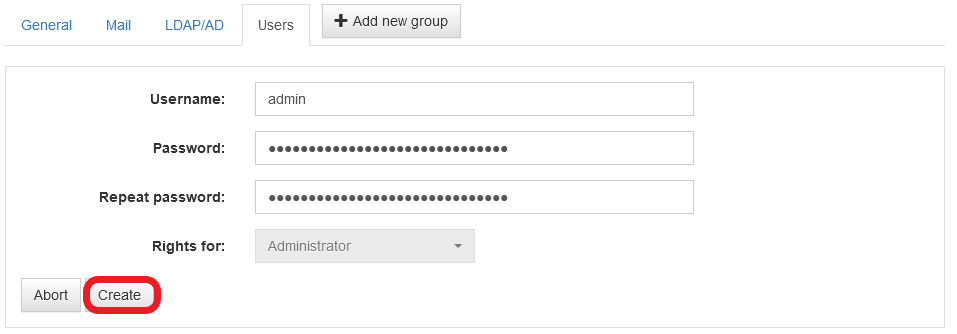 General Mail LDAP/AD Users Add new group
Username: admin
Password: ●●●●●●●●●●●●●●●●●●●●●●●●●●●●●●
Repeat password: ●●●●●●●●●●●●●●●●●●●●●●●●●●●●●●
Rights for: Administrator
Abort Create